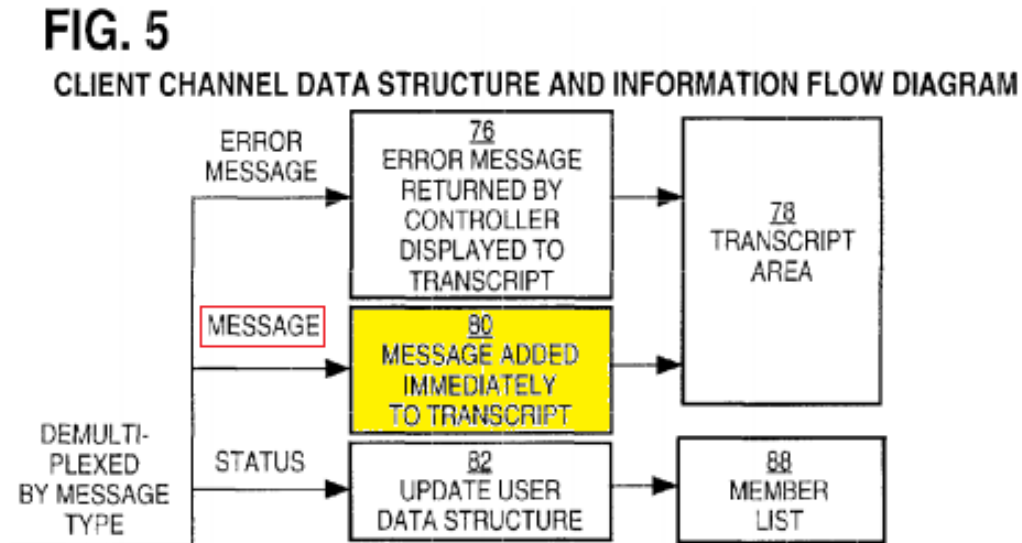 FIG. 5
CLIENT CHANNEL DATA STRUCTURE AND INFORMATION FLOW DIAGRAM
ERROR
MESSAGE
76
ERROR MESSAGE
RETURNED BY
CONTROLLER
DISPLAYED TO
TRANSCRIPT
78
TRANSCRIPT
AREA
MESSAGE
80
MESSAGE ADDED
IMMEDIATELY
TO TRANSCRIPT
DEMULTI-
PLEXED
BY MESSAGE
TYPE
STATUS
82
UPDATE USER
DATA STRUCTURE
88
MEMBER
LIST